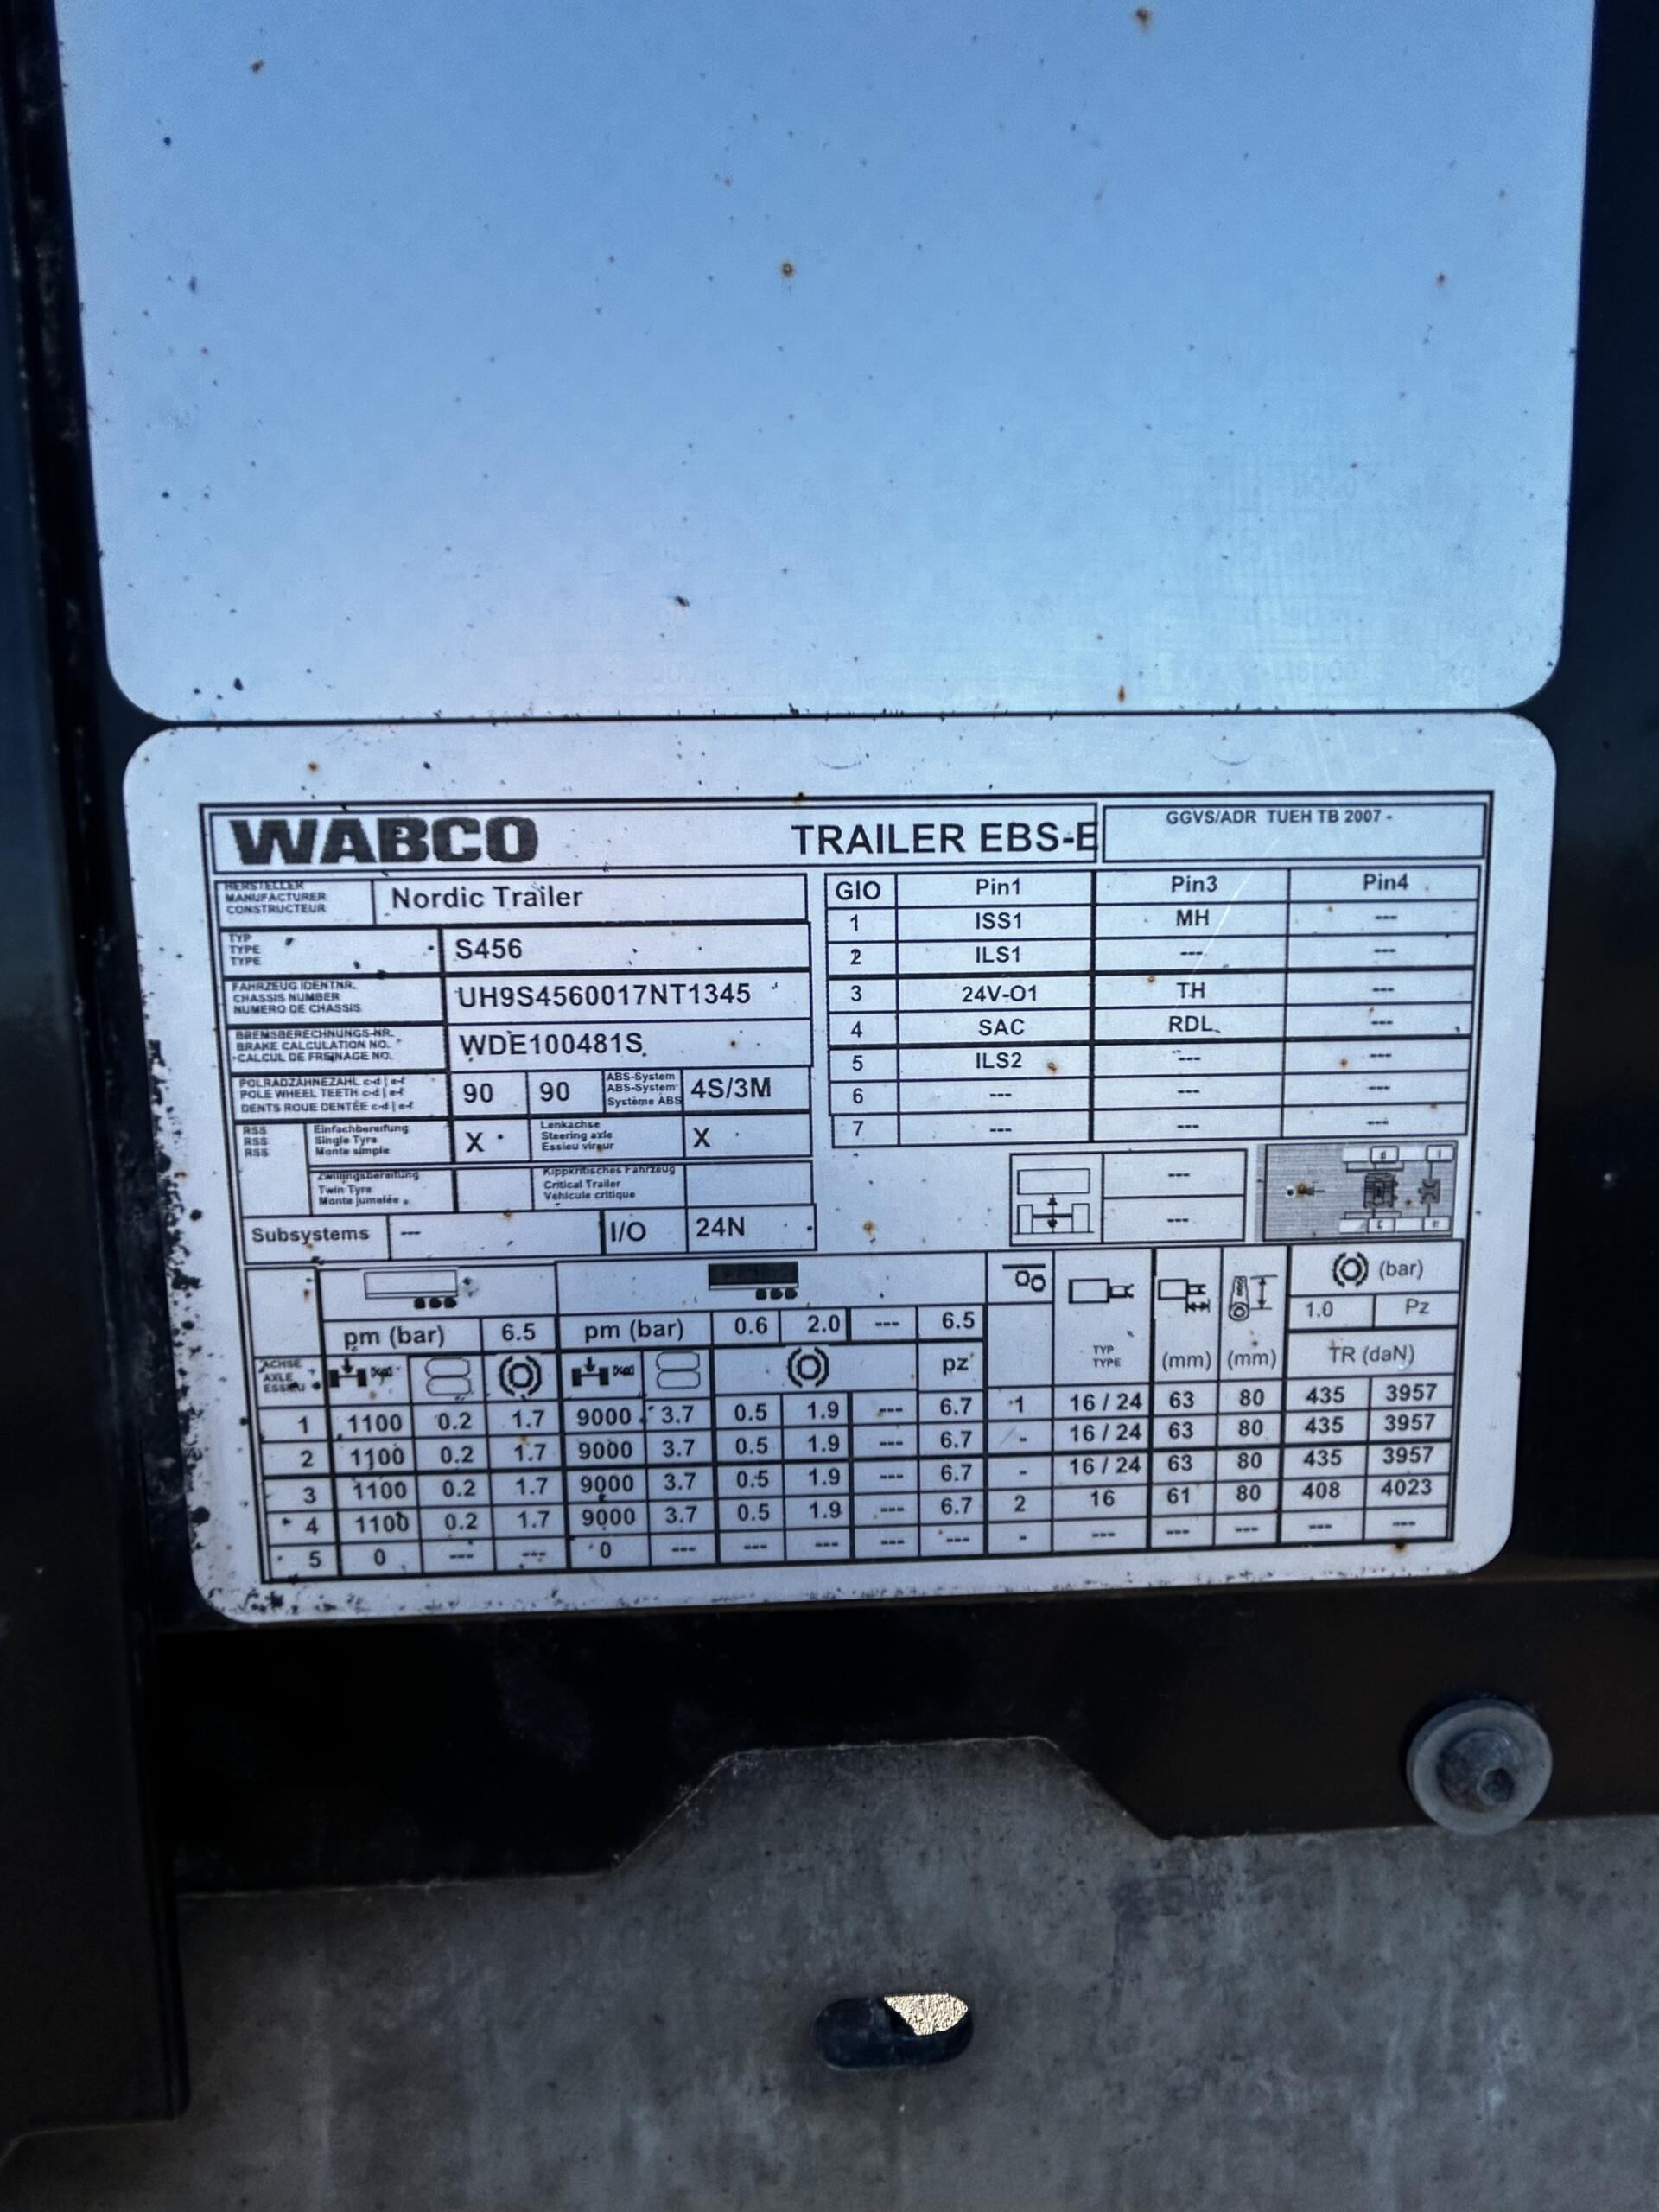 WABCO TRAILER EBS-E GGVS/ADR TUEH TB 2007 -
HERSTELLER
MANUFACTURER
CONSTRUCTEUR
Nordic Trailer
TYP
TYPE
TYPE
S456
FAHRZEUG IDENTNR.
CHASSIS NUMBER
NUMERO DE CHASSIS
UH9S4560017NT1345
BREMSBERECHNUNGS-NR.
BRAKE CALCULATION NO.
CALCUL DE FREINAGE NO.
WDE100481S
POLRADZÄHNEZAHL c-d | e-f
POLE WHEEL TEETH c-d | e-f
DENTS ROUE DENTÉE c-d | e-f
90 90
ABS-System
ABS-System
Système ABS
4S/3M
RSS
RSS
RSS
Einfachbereifung
Single Tyre
Monte simple
X
Lenkachse
Steering axle
Essieu vireur
X
Zwillingsbereifung
Twin Tyre
Monte jumelée
Kippkritisches Fahrzeug
Critical Trailer
Véhicule critique
Subsystems --- I/O 24N
GIO Pin1 Pin3 Pin4
1 ISS1 MH ---
2 ILS1 --- ---
3 24V-O1 TH ---
4 SAC RDL ---
5 ILS2 --- ---
6 --- --- ---
7 --- --- ---
---
---
(bar)
1.0 Pz
pm (bar) 6.5 pm (bar) 0.6 2.0 --- 6.5
ACHSE
AXLE
ESSIEU
pz
TYP
TYPE
(mm) (mm) TR (daN)
1 1100 0.2 1.7 9000 3.7 0.5 1.9 --- 6.7 1 16 / 24 63 80 435 3957
2 1100 0.2 1.7 9000 3.7 0.5 1.9 --- 6.7 - 16 / 24 63 80 435 3957
3 1100 0.2 1.7 9000 3.7 0.5 1.9 --- 6.7 - 16 / 24 63 80 435 3957
4 1100 0.2 1.7 9000 3.7 0.5 1.9 --- 6.7 2 16 61 80 408 4023
5 0 --- --- 0 --- --- --- --- --- - --- --- --- --- ---